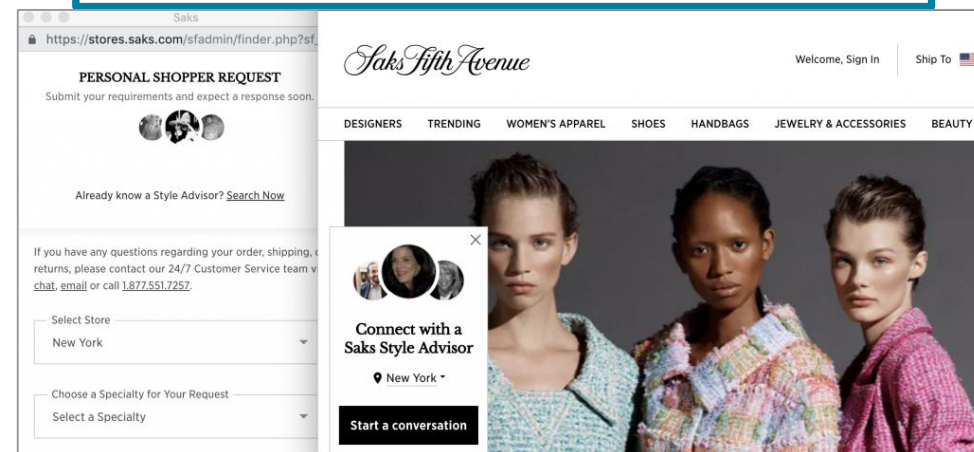 Saks
https://stores.saks.com/sfadmin/finder.php?sf_
PERSONAL SHOPPER REQUEST
Submit your requirements and expect a response soon.
Already know a Style Advisor? Search Now
If you have any questions regarding your order, shipping,
returns, please contact our 24/7 Customer Service team
chat, email or call 1.877.551.7257.
Select Store
New York
Choose a Specialty for Your Request
Select a Specialty
Saks Fifth Avenue
Welcome, Sign In
Ship To
DESIGNERS TRENDING WOMEN'S APPAREL SHOES HANDBAGS JEWELRY & ACCESSORIES BEAUTY
Connect with a
Saks Style Advisor
New York
Start a conversation